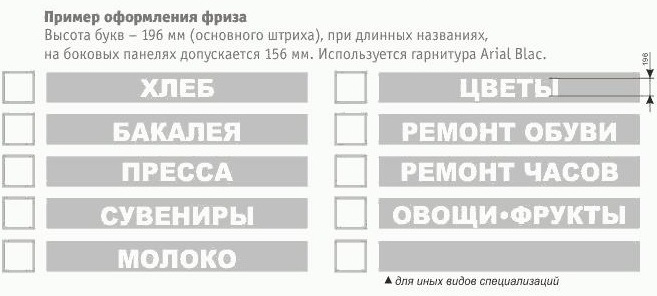 Пример оформления фриза
Высота букв – 196 мм (основного штриха), при длинных названиях,
на боковых панелях допускается 156 мм. Используется гарнитура Arial Blac.
ХЛЕБ
БАКАЛЕЯ
ПРЕССА
СУВЕНИРЫ
МОЛОКО
ЦВЕТЫ
196
РЕМОНТ ОБУВИ
РЕМОНТ ЧАСОВ
ОВОЩИ•ФРУКТЫ
▲ для иных видов специализаций